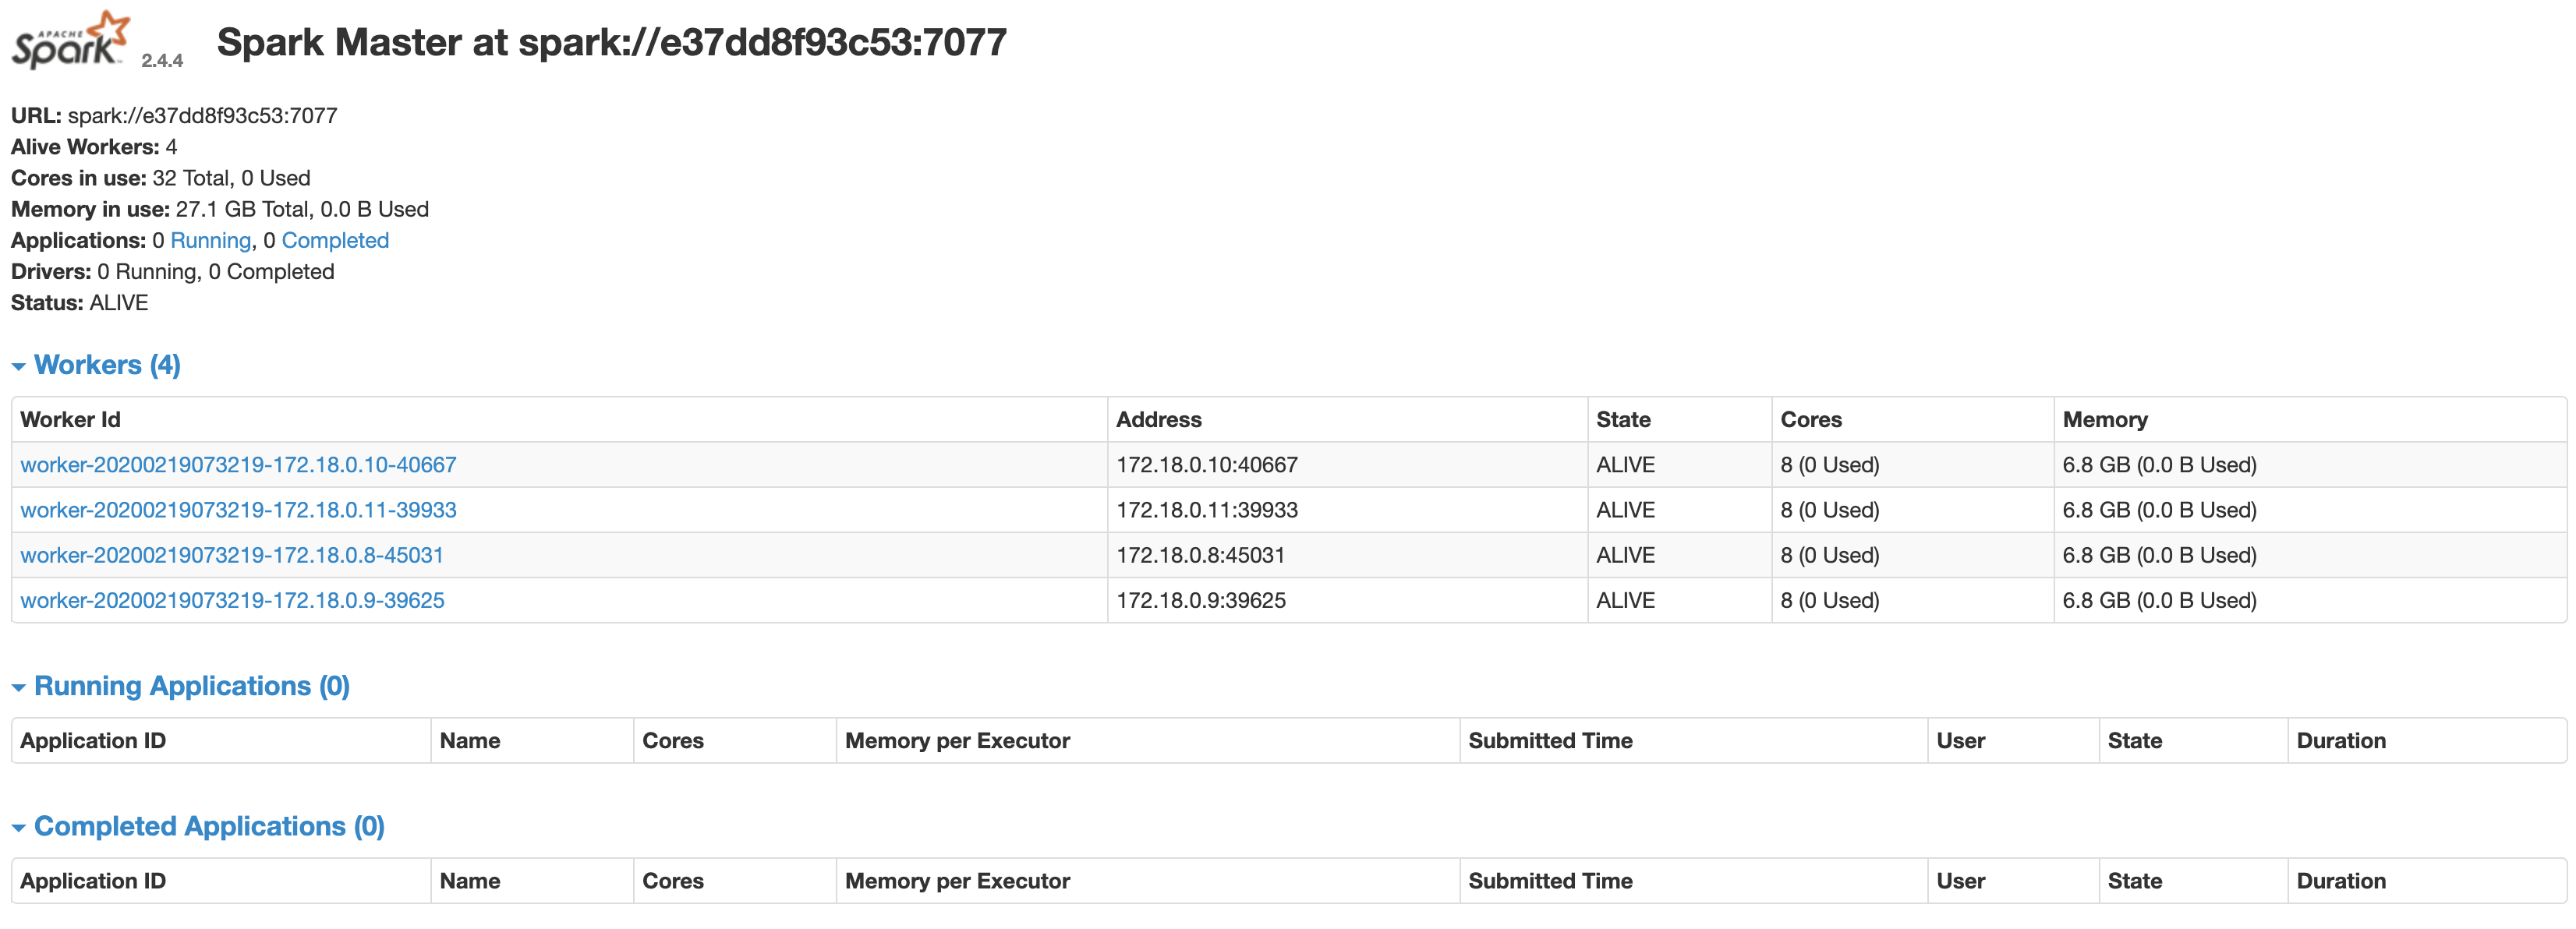 APACHE Spark 2.4.4 Spark Master at spark://e37dd8f93c53:7077
URL: spark://e37dd8f93c53:7077
Alive Workers: 4
Cores in use: 32 Total, 0 Used
Memory in use: 27.1 GB Total, 0.0 B Used
Applications: 0 Running, 0 Completed
Drivers: 0 Running, 0 Completed
Status: ALIVE
Workers (4)
Worker Id Address State Cores Memory
worker-20200219073219-172.18.0.10-40667 172.18.0.10:40667 ALIVE 8 (0 Used) 6.8 GB (0.0 B Used)
worker-20200219073219-172.18.0.11-39933 172.18.0.11:39933 ALIVE 8 (0 Used) 6.8 GB (0.0 B Used)
worker-20200219073219-172.18.0.8-45031 172.18.0.8:45031 ALIVE 8 (0 Used) 6.8 GB (0.0 B Used)
worker-20200219073219-172.18.0.9-39625 172.18.0.9:39625 ALIVE 8 (0 Used) 6.8 GB (0.0 B Used)
Running Applications (0)
Application ID Name Cores Memory per Executor Submitted Time User State Duration
Completed Applications (0)
Application ID Name Cores Memory per Executor Submitted Time User State Duration